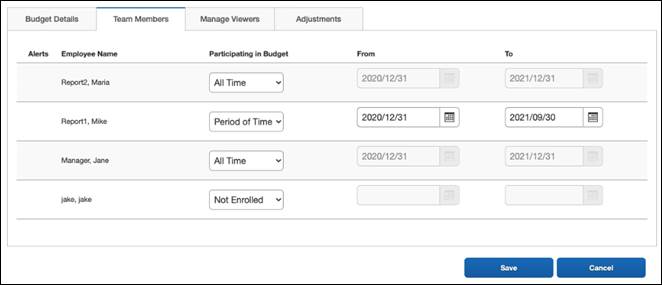 Budget Details Team Members Manage Viewers Adjustments
Alerts Employee Name Participating in Budget From To
Report2, Maria All Time 2020/12/31 2021/12/31
Report1, Mike Period of Time 2020/12/31 2021/09/30
Manager, Jane All Time 2020/12/31 2021/12/31
jake, jake Not Enrolled
Save Cancel